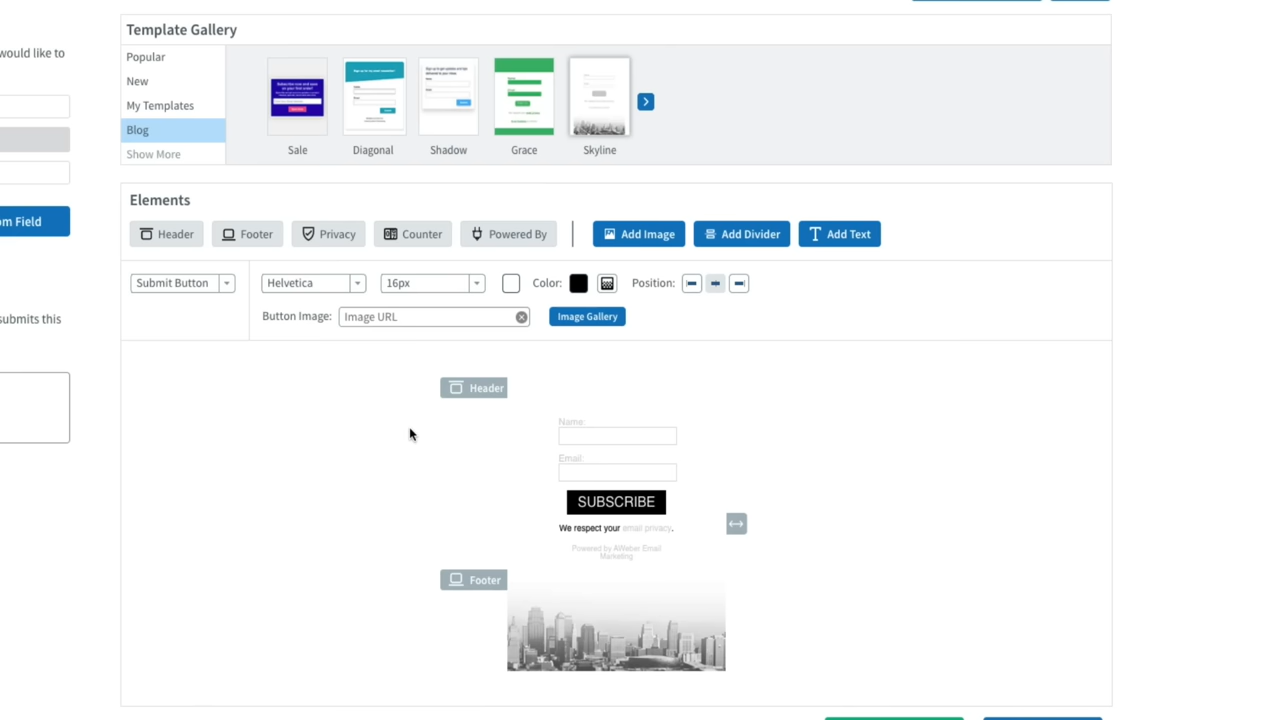 Template Gallery
would like to
Popular
New
My Templates
Blog
Show More
Sale
Diagonal
Shadow
Grace
Skyline
om Field
Elements
Header
Footer
Privacy
Counter
Powered By
Add Image
Add Divider
Add Text
Submit Button
Helvetica
16px
Color:
Position:
submits this
Button Image:
Image URL
Image Gallery
Header
Name:
Email:
SUBSCRIBE
We respect your email privacy.
Powered by AWeber Email
Marketing
Footer